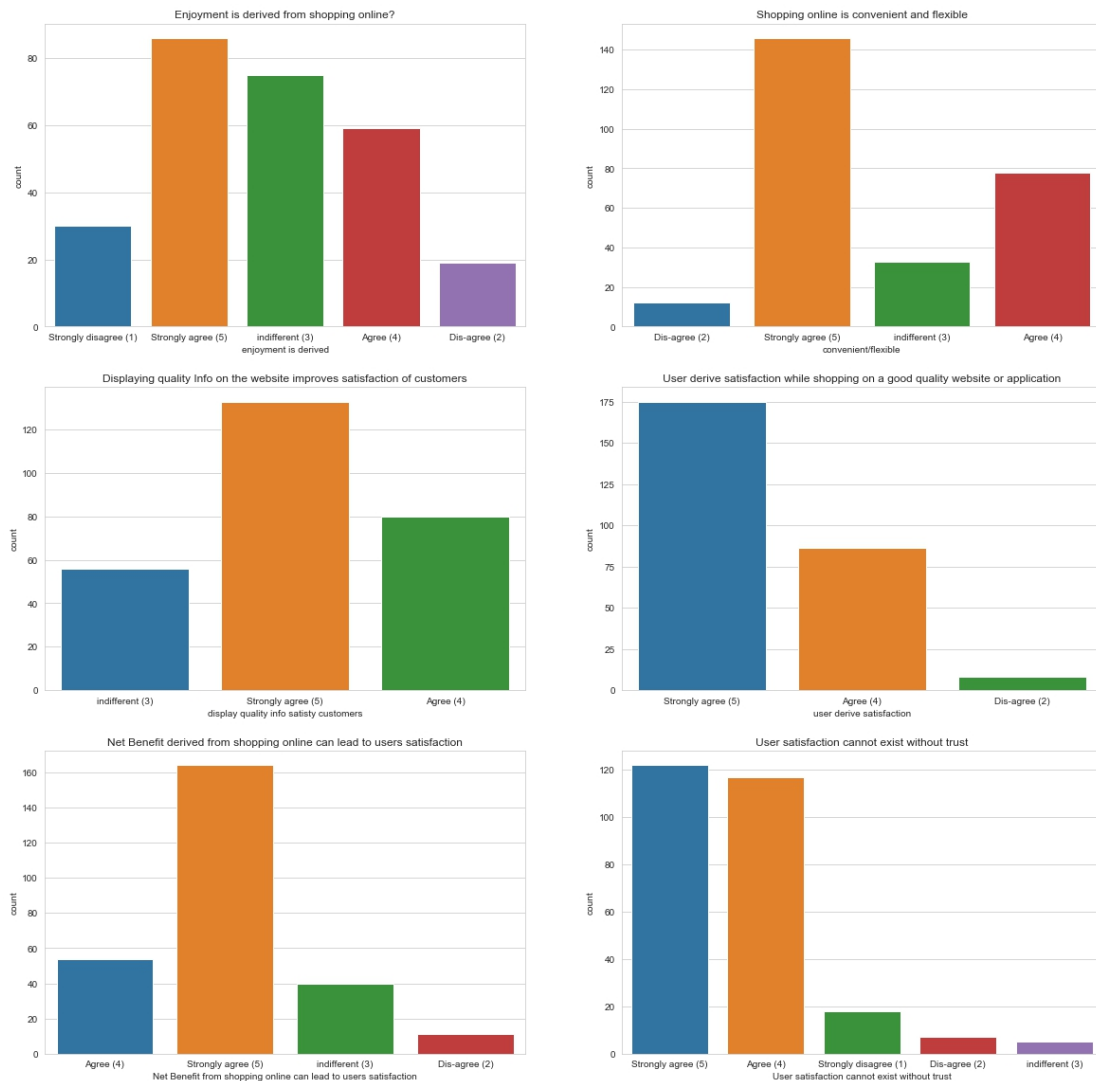 Enjoyment is derived from shopping online?
80
60
40
20
0
count
Strongly disagree (1) Strongly agree (5) indifferent (3) Agree (4) Dis-agree (2)
enjoyment is derived
Shopping online is convenient and flexible
140
120
100
80
60
40
20
0
count
Dis-agree (2) Strongly agree (5) indifferent (3) Agree (4)
convenient/flexible
Displaying quality Info on the website improves satisfaction of customers
120
100
80
60
40
20
0
count
indifferent (3) Strongly agree (5) Agree (4)
display quality info satisty customers
User derive satisfaction while shopping on a good quality website or application
175
150
125
100
75
50
25
0
count
Strongly agree (5) Agree (4) Dis-agree (2)
user derive satisfaction
Net Benefit derived from shopping online can lead to users satisfaction
160
140
120
100
80
60
40
20
0
count
Agree (4) Strongly agree (5) indifferent (3) Dis-agree (2)
Net Benefit from shopping online can lead to users satisfaction
User satisfaction cannot exist without trust
120
100
80
60
40
20
0
count
Strongly agree (5) Agree (4) Strongly disagree (1) Dis-agree (2) indifferent (3)
User satisfaction cannot exist without trust